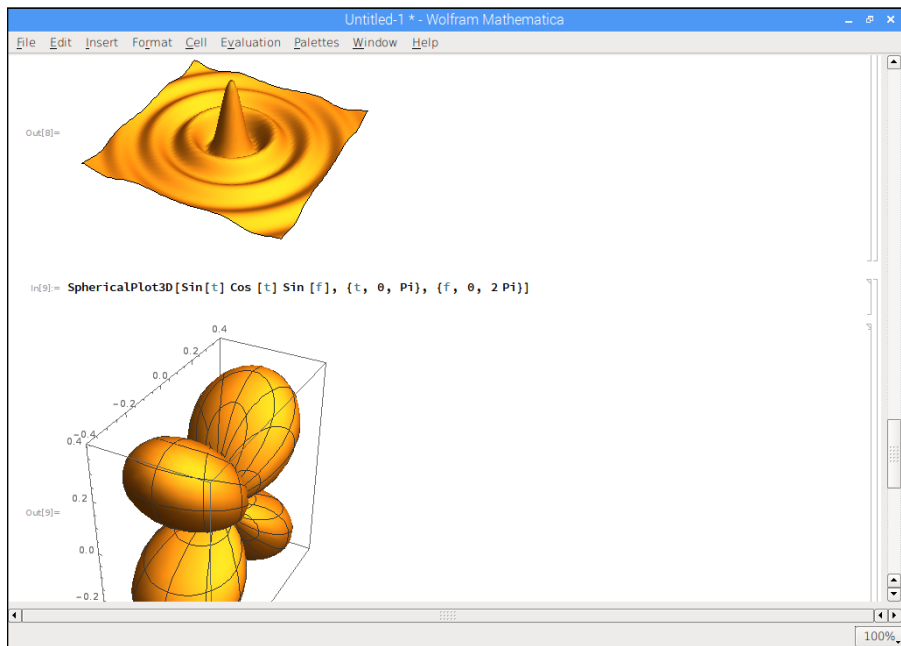 Untitled-1 * - Wolfram Mathematica
File Edit Insert Format Cell Evaluation Palettes Window Help
Out[8]=
In[9]:= SphericalPlot3D[Sin[t] Cos [t] Sin [f], {t, 0, Pi}, {f, 0, 2 Pi}]
0.4
0.2
0.0
-0.2
-0.4
0.4
0.2
Out[9]=
0.0
-0.2
100%